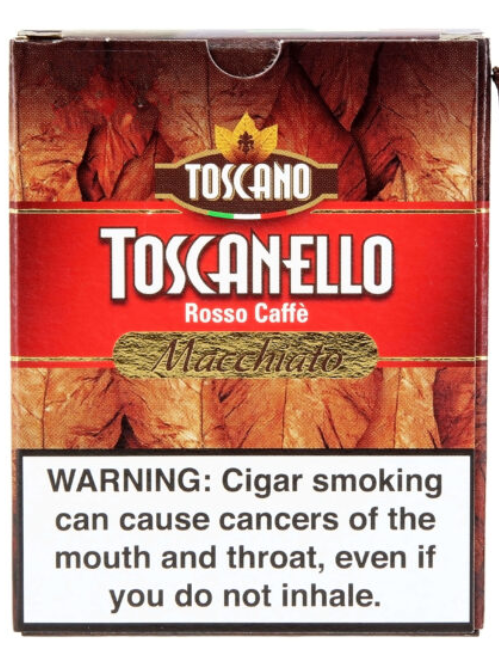 TOSCANO
TOSCANELLO
Rosso Caffè
Macchiato
WARNING: Cigar smoking
can cause cancers of the
mouth and throat, even if
you do not inhale.